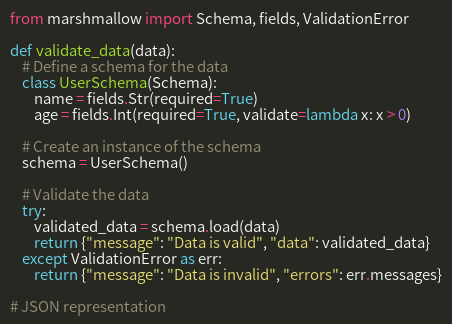 from marshmallow import Schema, fields, ValidationError

def validate_data(data):
    # Define a schema for the data
    class UserSchema(Schema):
        name = fields.Str(required=True)
        age = fields.Int(required=True, validate=lambda x: x > 0)

    # Create an instance of the schema
    schema = UserSchema()

    # Validate the data
    try:
        validated_data = schema.load(data)
        return {"message": "Data is valid", "data": validated_data}
    except ValidationError as err:
        return {"message": "Data is invalid", "errors": err.messages}

# JSON representation